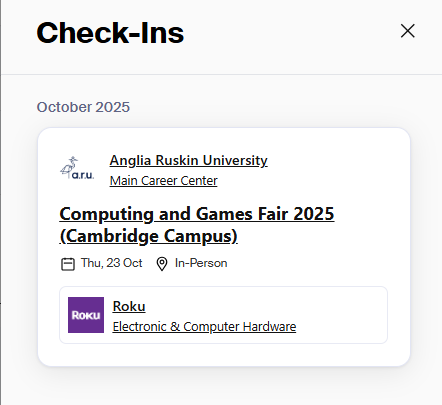 Check-Ins
October 2025
a.r.u.
Anglia Ruskin University
Main Career Center
Computing and Games Fair 2025
(Cambridge Campus)
Thu, 23 Oct In-Person
ROKU
Roku
Electronic & Computer Hardware